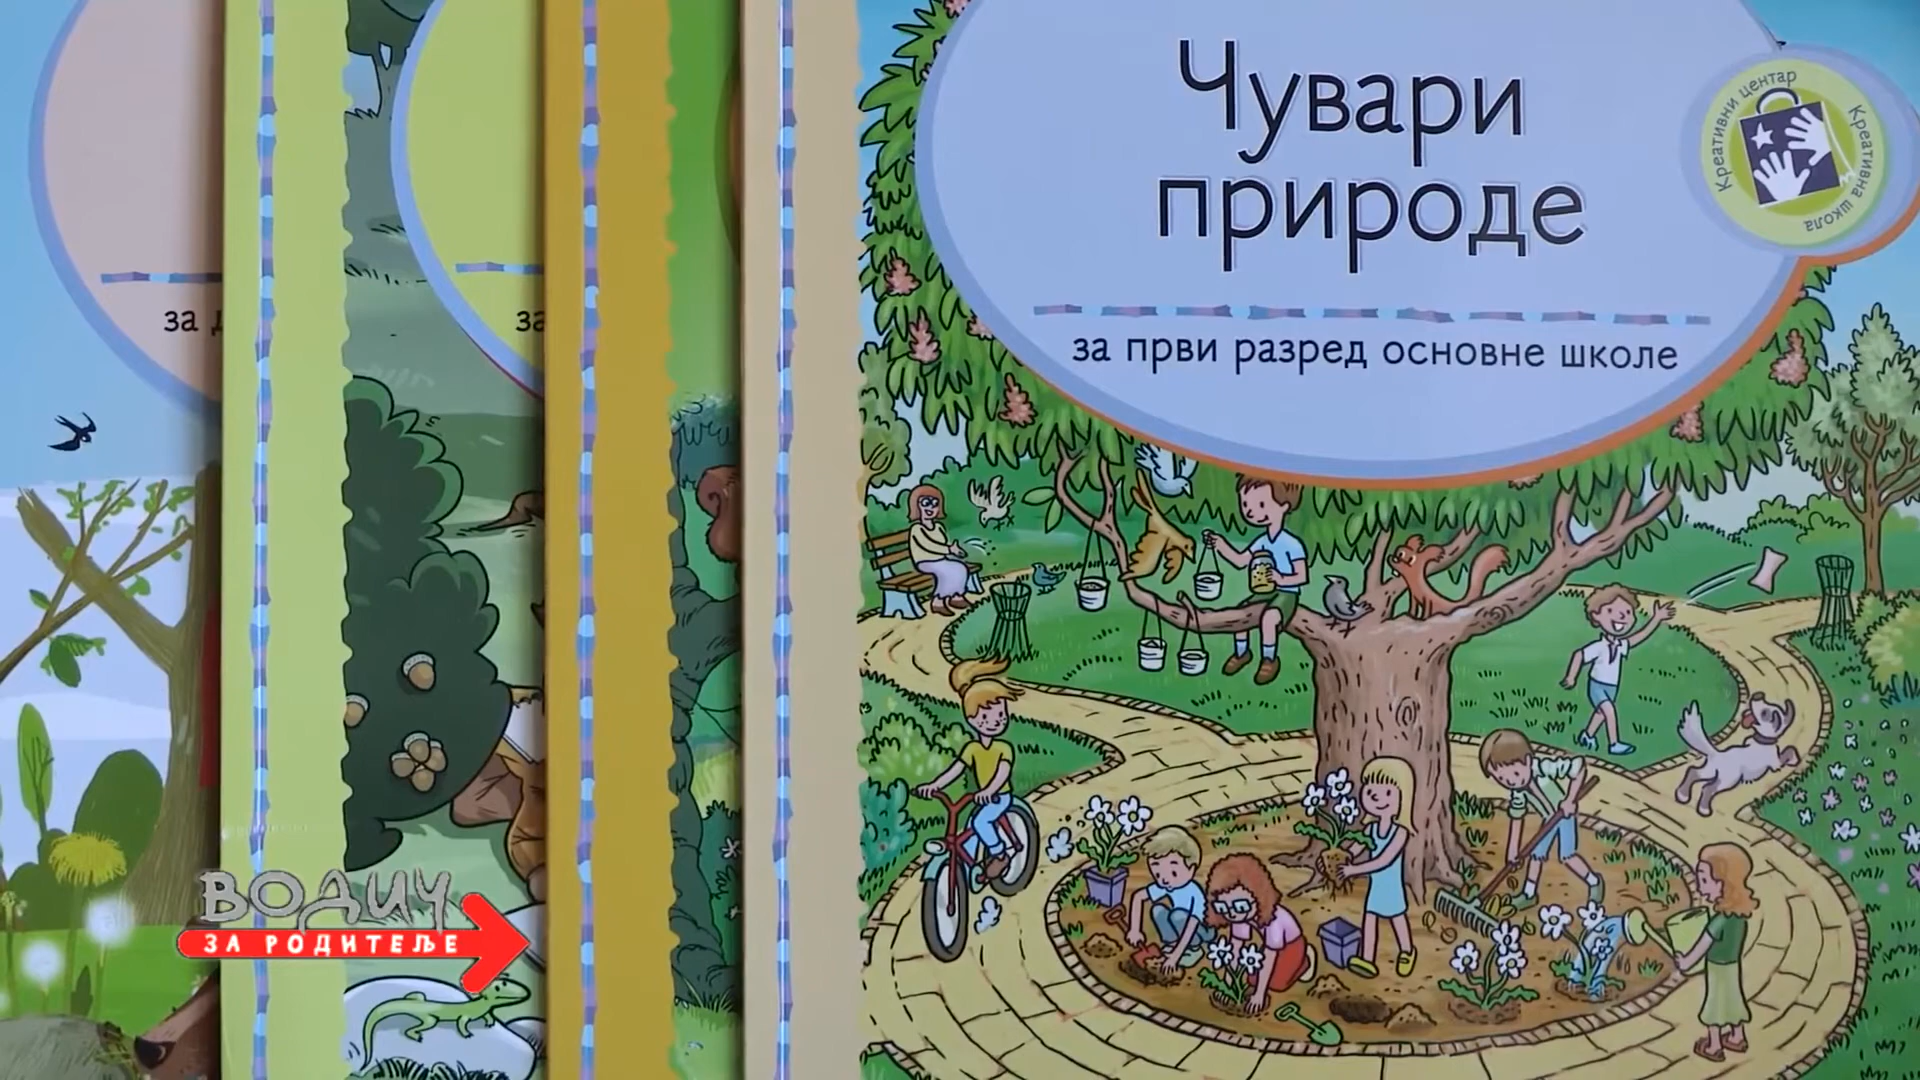 Чувари
природе
за први разред основне школе
Креативни центар
Креативна школа
за
за
ВОДИЧ
ЗА РОДИТЕЉЕ